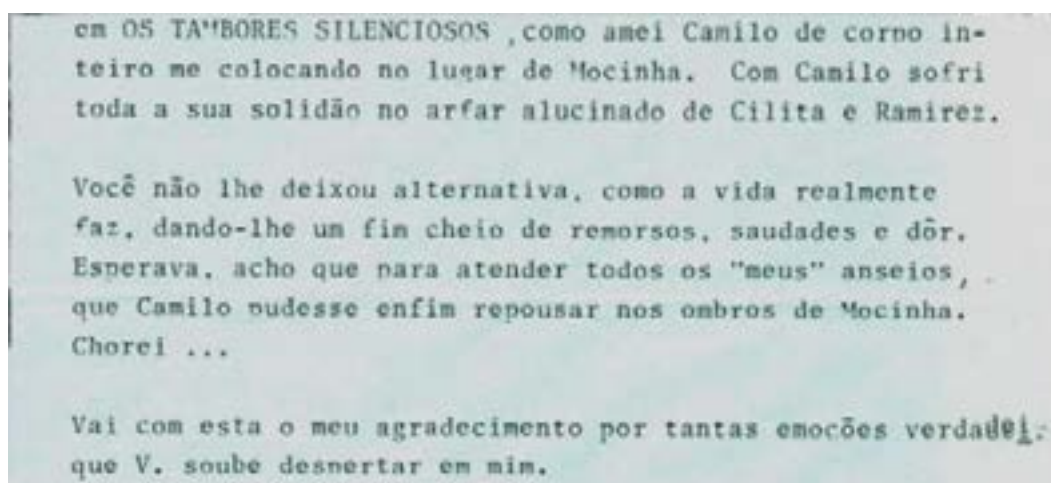 em OS TAMBORES SILENCIOSOS ,como amei Camilo de corpo in-
teiro me colocando no lugar de Mocinha. Com Camilo sofri
toda a sua solidão no arfar alucinado de Cilita e Ramirez.
Você não lhe deixou alternativa, como a vida realmente
faz, dando-lhe um fim cheio de remorsos, saudades e dôr.
Esperava, acho que para atender todos os "meus" anseios,
que Camilo pudesse enfim repousar nos ombros de Mocinha.
Chorei ...
Vai com esta o meu agradecimento por tantas emocões verdadei-
que V. soube despertar em mim.